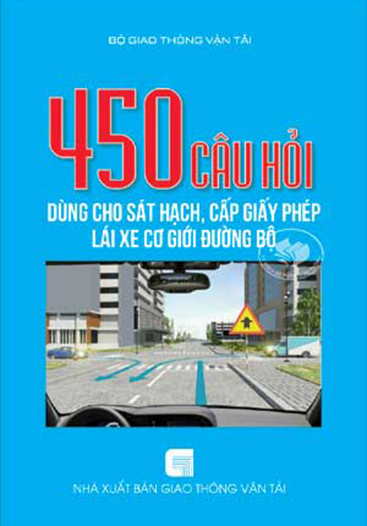 BỘ GIAO THÔNG VẬN TẢI
450 CÂU HỎI
DÙNG CHO SÁT HẠCH, CẤP GIẤY PHÉP
LÁI XE CƠ GIỚI ĐƯỜNG BỘ
NHÀ XUẤT BẢN GIAO THÔNG VẬN TẢI